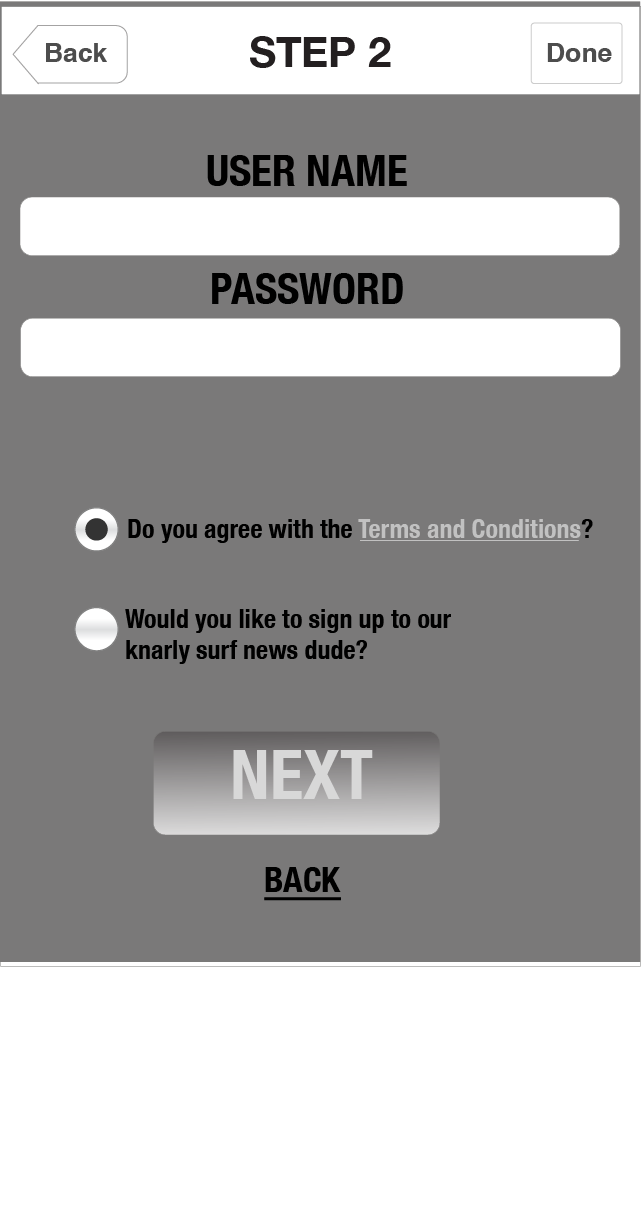 Back
STEP 2
Done
USER NAME
PASSWORD
Do you agree with the Terms and Conditions?
Would you like to sign up to our
knarly surf news dude?
NEXT
BACK